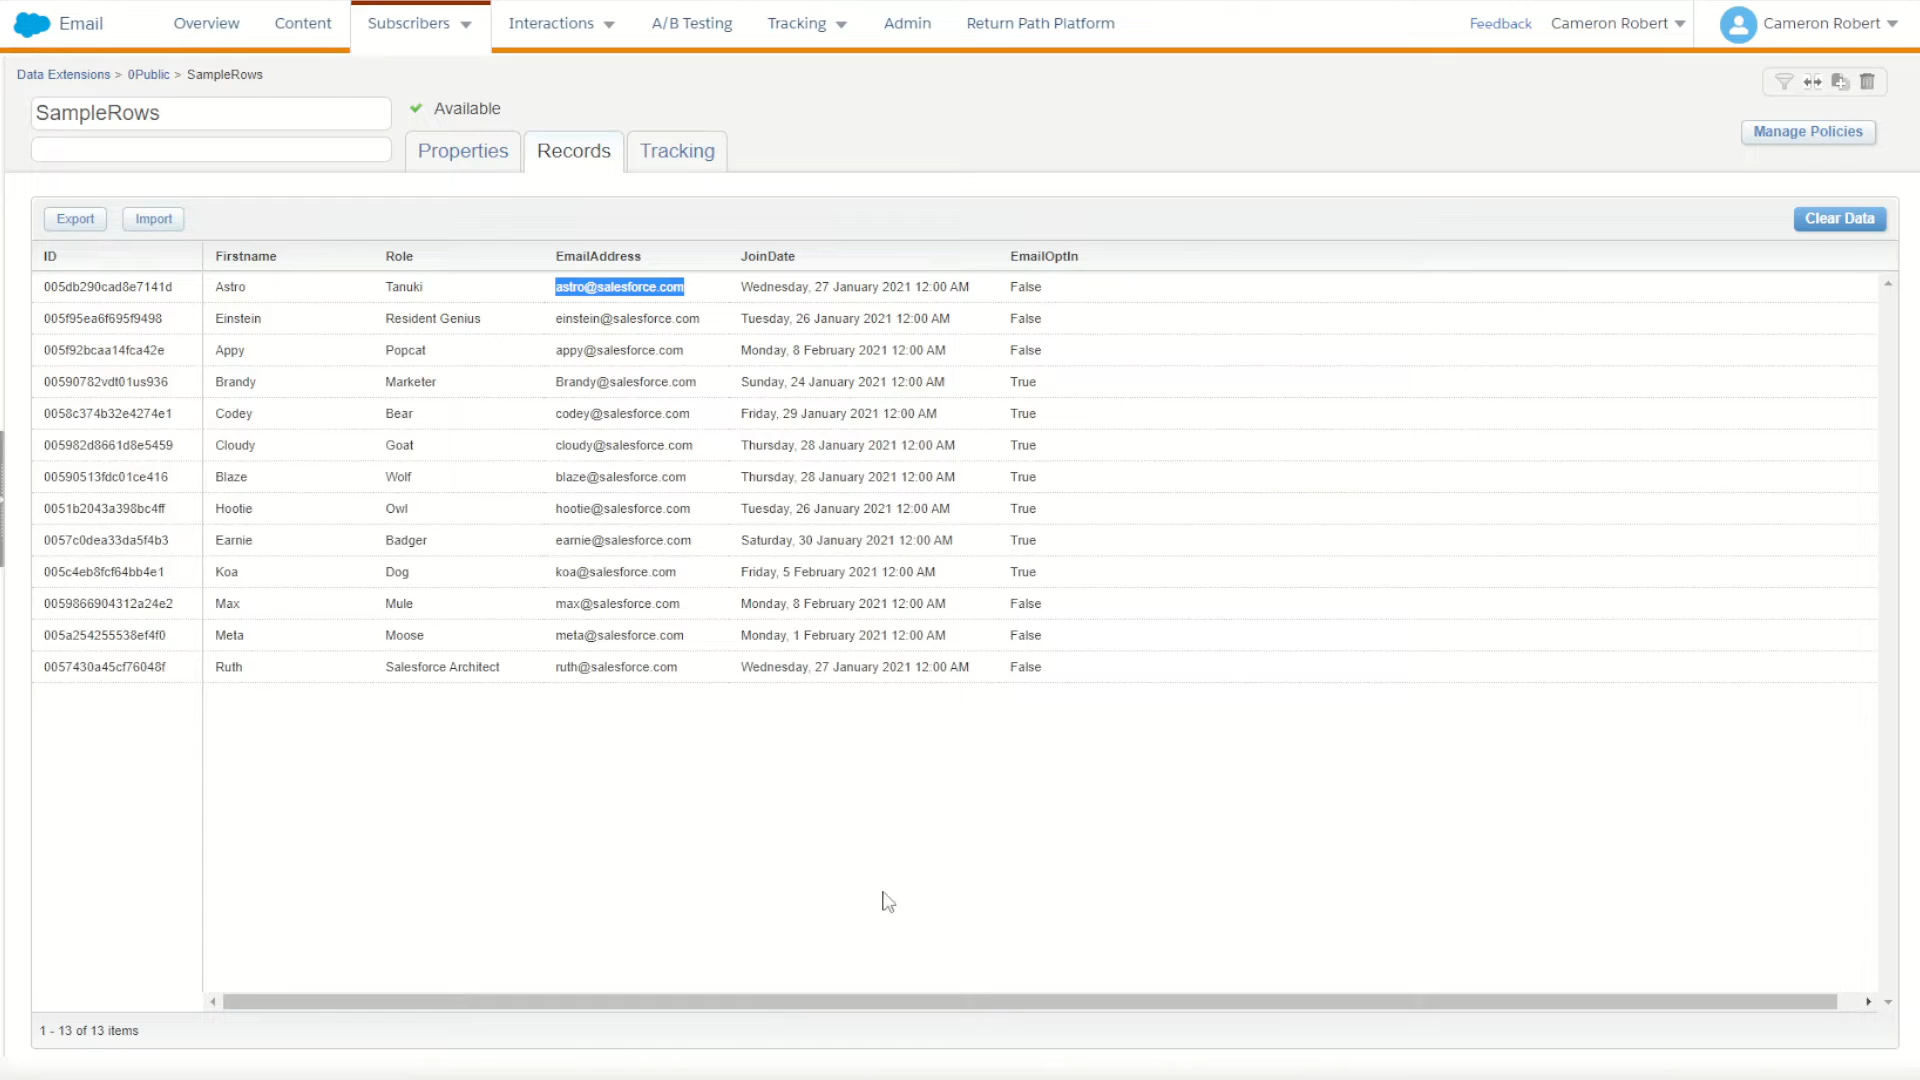 Email Overview Content Subscribers Interactions A/B Testing Tracking Admin Return Path Platform Feedback Cameron Robert Cameron Robert
Data Extensions > 0Public > SampleRows
SampleRows Available
Properties Records Tracking Manage Policies
Export Import Clear Data
ID Firstname Role EmailAddress JoinDate EmailOptIn
005db290cad8e7141d Astro Tanuki astro@salesforce.com Wednesday, 27 January 2021 12:00 AM False
005f95ea6f695f9498 Einstein Resident Genius einstein@salesforce.com Tuesday, 26 January 2021 12:00 AM False
005f92bcaa14fca42e Appy Popcat appy@salesforce.com Monday, 8 February 2021 12:00 AM False
00590782vdt01us936 Brandy Marketer Brandy@salesforce.com Sunday, 24 January 2021 12:00 AM True
0058c374b32e4274e1 Codey Bear codey@salesforce.com Friday, 29 January 2021 12:00 AM True
005982d8661d8e5459 Cloudy Goat cloudy@salesforce.com Thursday, 28 January 2021 12:00 AM True
00590513fdc01ce416 Blaze Wolf blaze@salesforce.com Thursday, 28 January 2021 12:00 AM True
0051b2043a398bc4ff Hootie Owl hootie@salesforce.com Tuesday, 26 January 2021 12:00 AM True
0057c0dea33da5f4b3 Earnie Badger earnie@salesforce.com Saturday, 30 January 2021 12:00 AM True
005c4eb8fcf64bb4e1 Koa Dog koa@salesforce.com Friday, 5 February 2021 12:00 AM True
0059866904312a24e2 Max Mule max@salesforce.com Monday, 8 February 2021 12:00 AM False
005a254255538ef4f0 Meta Moose meta@salesforce.com Monday, 1 February 2021 12:00 AM False
0057430a45cf76048f Ruth Salesforce Architect ruth@salesforce.com Wednesday, 27 January 2021 12:00 AM False
1 - 13 of 13 items